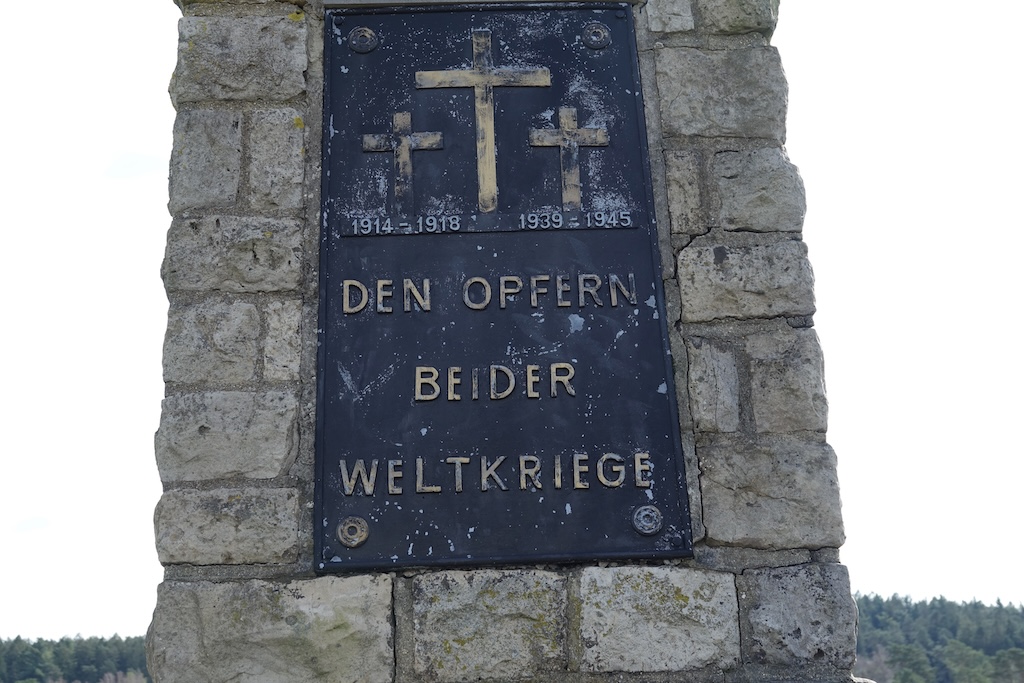 1914 - 1918 1939 - 1945
DEN OPFERN
BEIDER
WELTKRIEGE